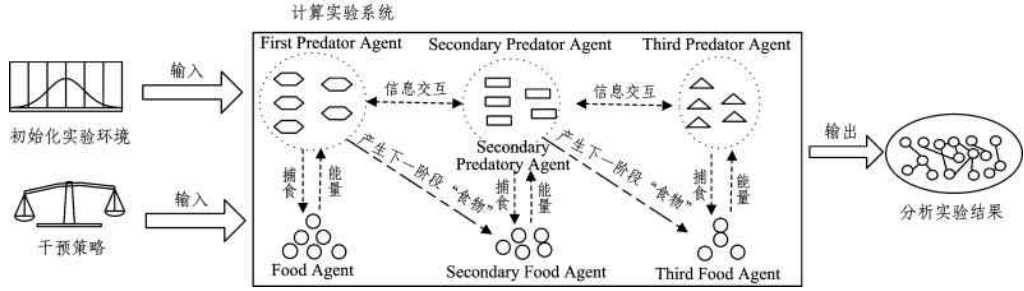 计算实验系统
First Predator Agent
Secondary Predator Agent
Third Predator Agent
输入
信息交互
信息交互
初始化实验环境
输出
产生下一阶段“食物”
Secondary
Predatory Agent
产生下一阶段“食物”
捕食
能量
捕食
能量
捕食
能量
输入
分析实验结果
干预策略
Food Agent
Secondary Food Agent
Third Food Agent